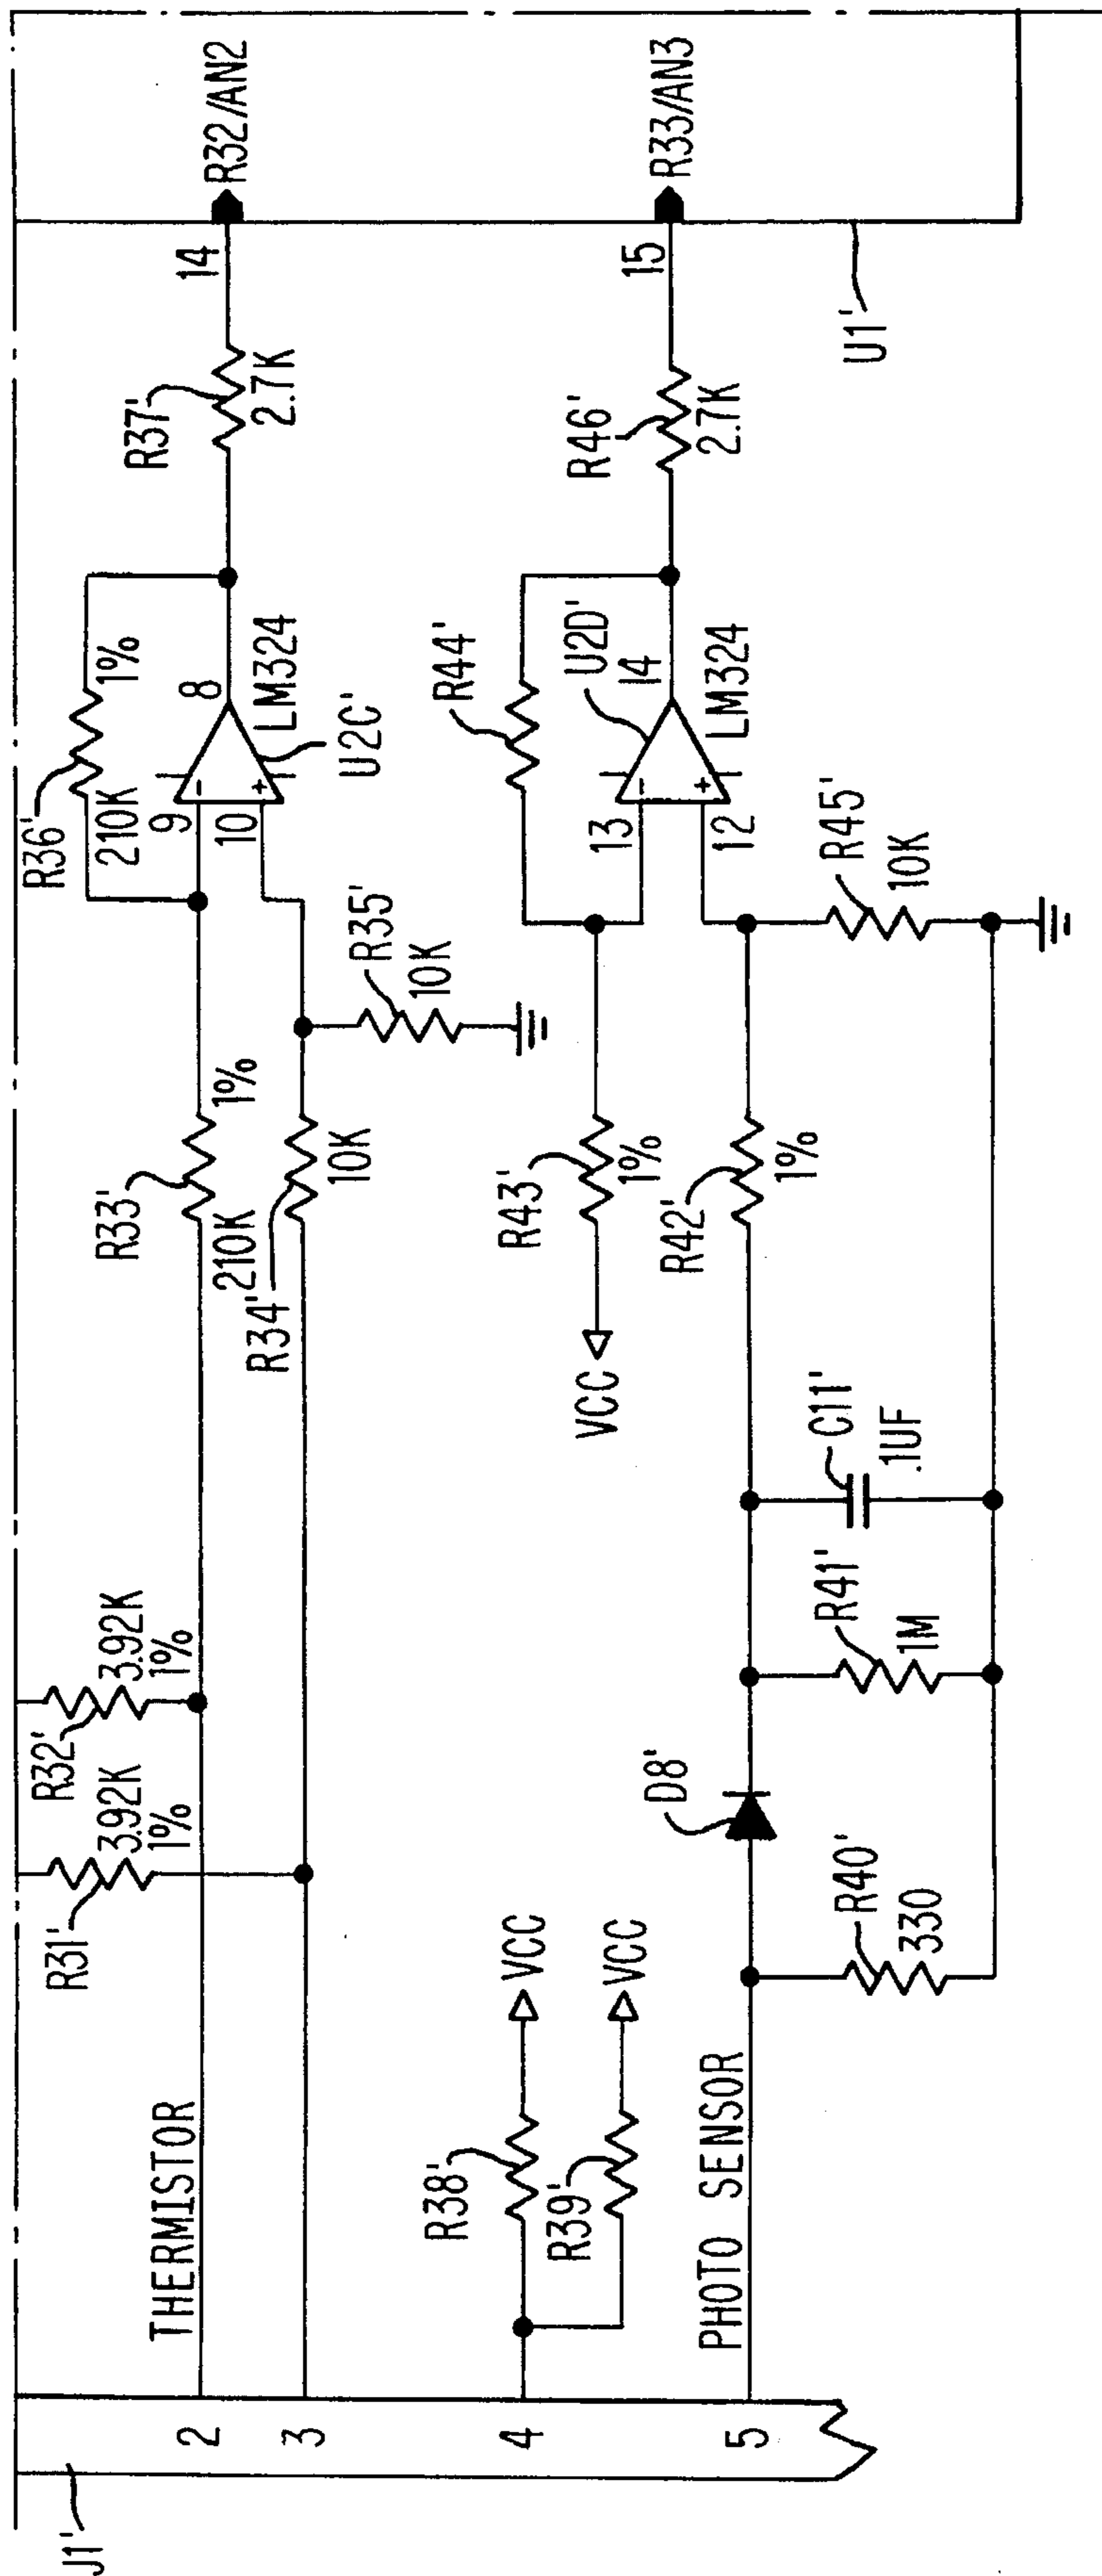 J1'
2
3
4
5
THERMISTOR
R31'
3.92K
1%
R32'
3.92K
1%
R33'
210K
1%
R34'
10K
R35'
10K
R36'
210K
1%
9
10
8
LM324
U2C'
R37'
2.7K
14
R32/AN2
R38'
VCC
R39'
VCC
PHOTO SENSOR
R40'
330
D8'
R41'
1M
C11'
.1UF
VCC
R43'
1%
R42'
1%
R44'
13
12
U2D'
14
LM324
R45'
10K
R46'
2.7K
15
R33/AN3
U1'